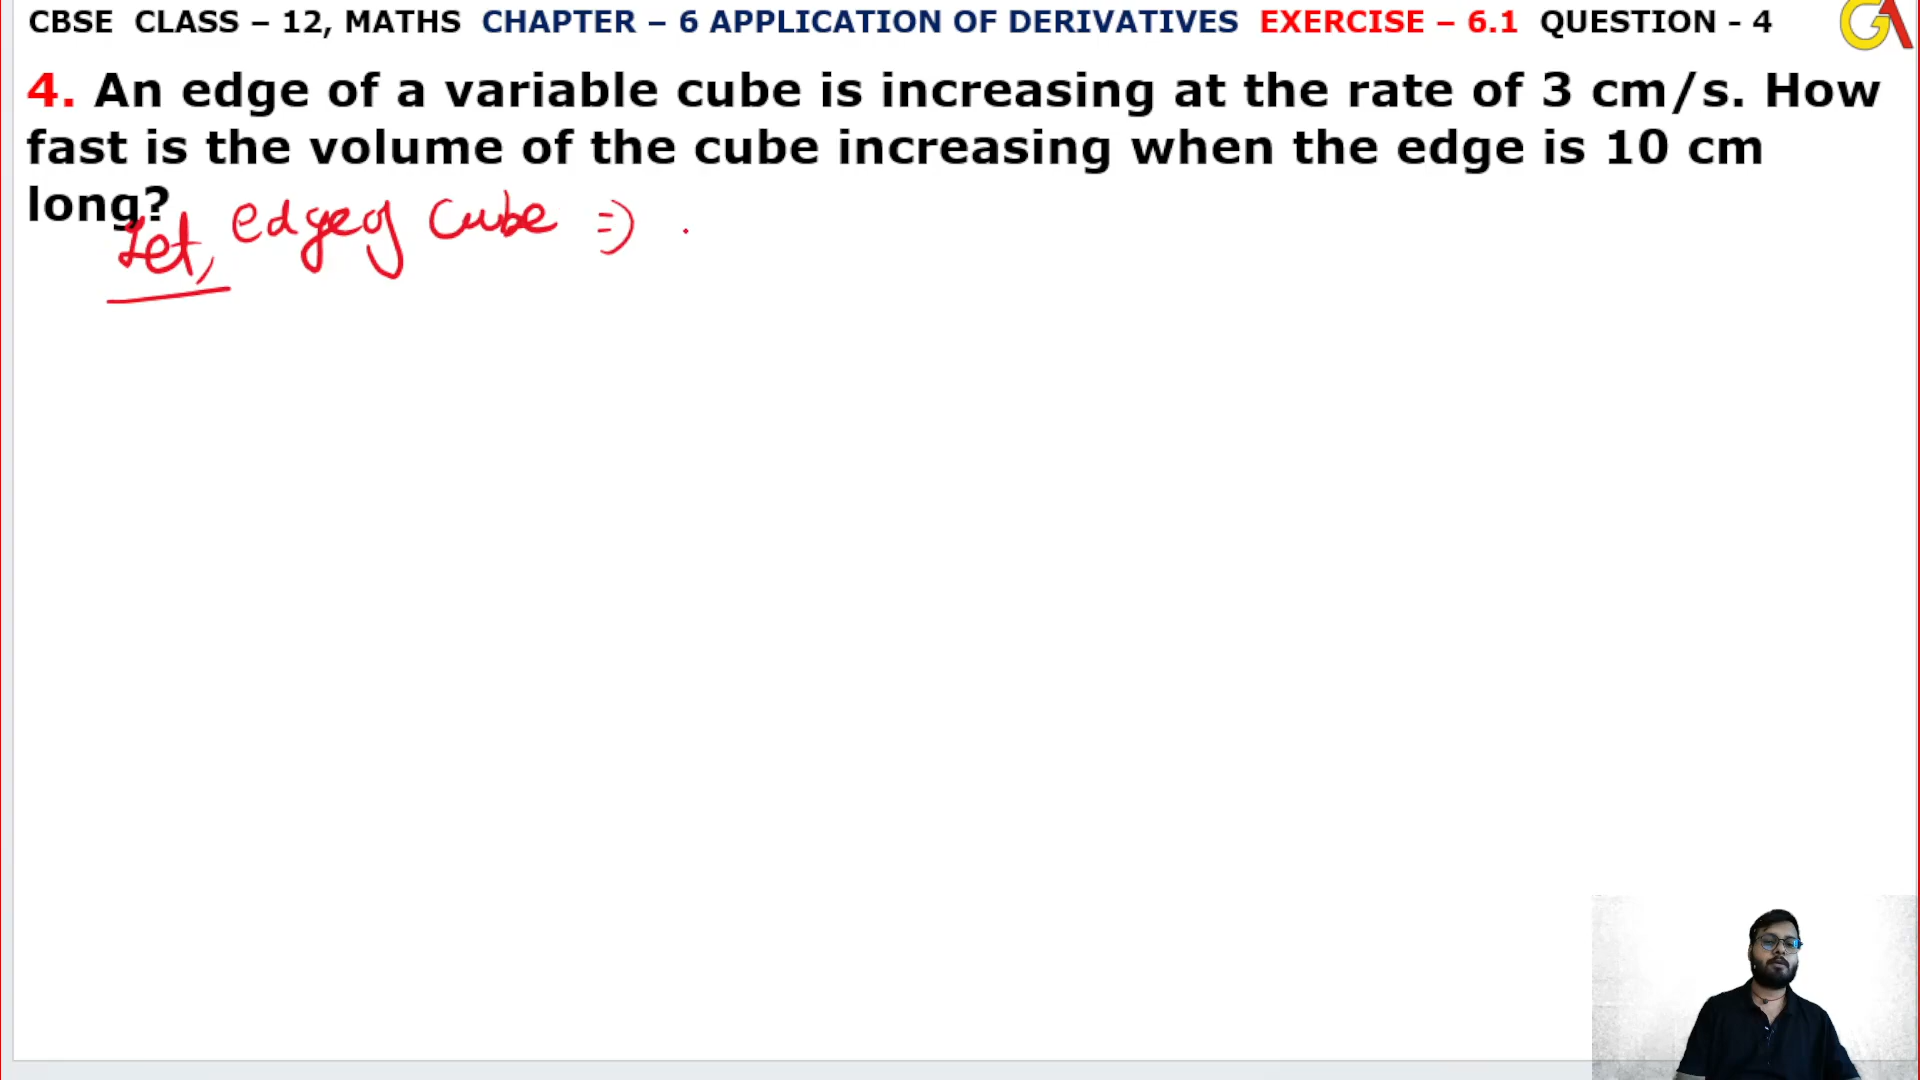 CBSE CLASS – 12, MATHS CHAPTER – 6 APPLICATION OF DERIVATIVES EXERCISE – 6.1 QUESTION - 4
GA
4. An edge of a variable cube is increasing at the rate of 3 cm/s. How
fast is the volume of the cube increasing when the edge is 10 cm
long?
Let, edge of cube =)